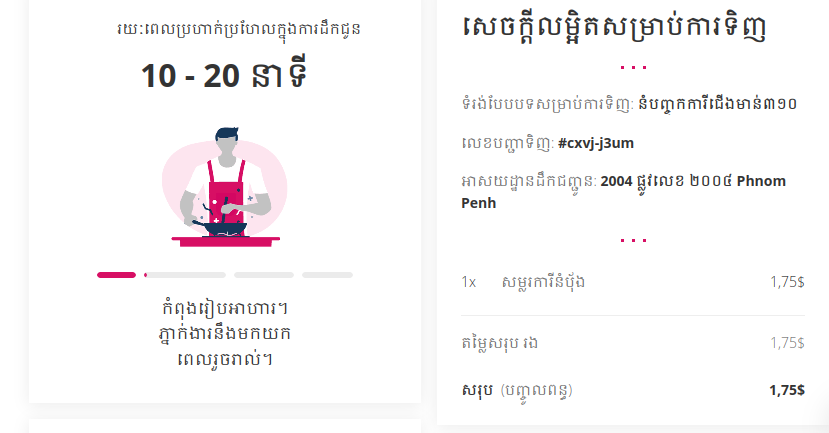 រយៈពេលប្រហាក់ប្រហែលក្នុងការដឹកជូន
10 - 20 នាទី
កំពុងរៀបអាហារ។
ភ្នាក់ងារនឹងមកយក
ពេលរួចរាល់។
សេចក្ដីលម្អិតសម្រាប់ការទិញ
ទំរង់បែបបទសម្រាប់ការទិញ: នំបញ្ចុកការីជើងមាន់៣១០
លេខបញ្ជាទិញ: #cxvj-j3um
អាសយដ្ឋានដឹកជញ្ជូន: 2004 ផ្លូវលេខ ២០០៤ Phnom
Penh
1x សម្លរការីនំបុ័ង 1,75$
តម្លៃសរុប រង 1,75$
សរុប (បញ្ចូលពន្ធ) 1,75$